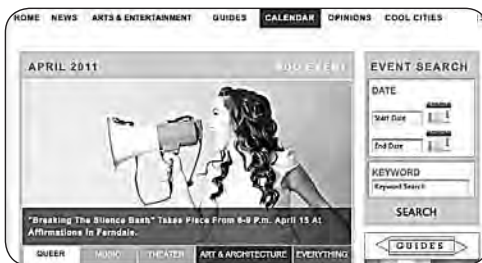 HOME NEWS ARTS & ENTERTAINMENT GUIDES CALENDAR OPINIONS COOL CITIES
APRIL 2011 ADD EVENT
EVENT SEARCH
DATE
Start Date
End Date
KEYWORD
Keyword Search
SEARCH
"Breaking The Silence Bash" Takes Place From 6-9 P.m. April 15 At
Affirmations In Ferndale.
QUEER MUSIC THEATER ART & ARCHITECTURE EVERYTHING
GUIDES